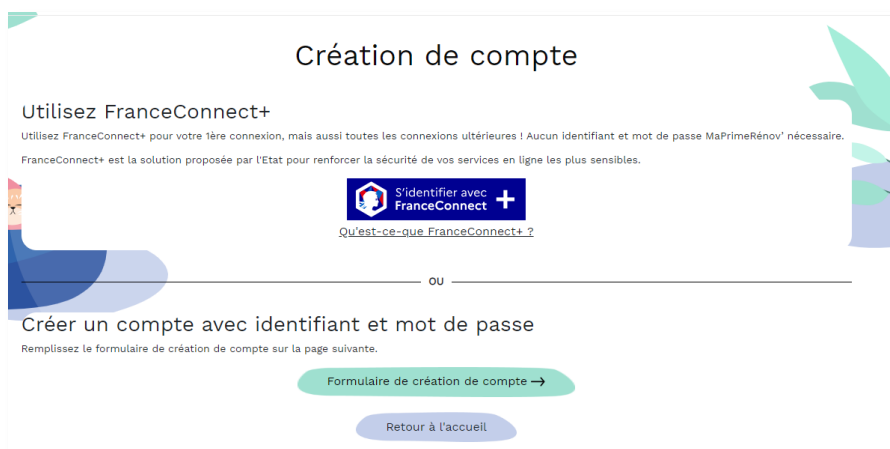 Création de compte
Utilisez FranceConnect+
Utilisez FranceConnect+ pour votre 1ère connexion, mais aussi toutes les connexions ultérieures ! Aucun identifiant et mot de passe MaPrimeRénov' nécessaire.
FranceConnect+ est la solution proposée par l'Etat pour renforcer la sécurité de vos services en ligne les plus sensibles.
S'identifier avec
FranceConnect +
Qu'est-ce-que FranceConnect+ ?
OU
Créer un compte avec identifiant et mot de passe
Remplissez le formulaire de création de compte sur la page suivante.
Formulaire de création de compte →
Retour à l'accueil